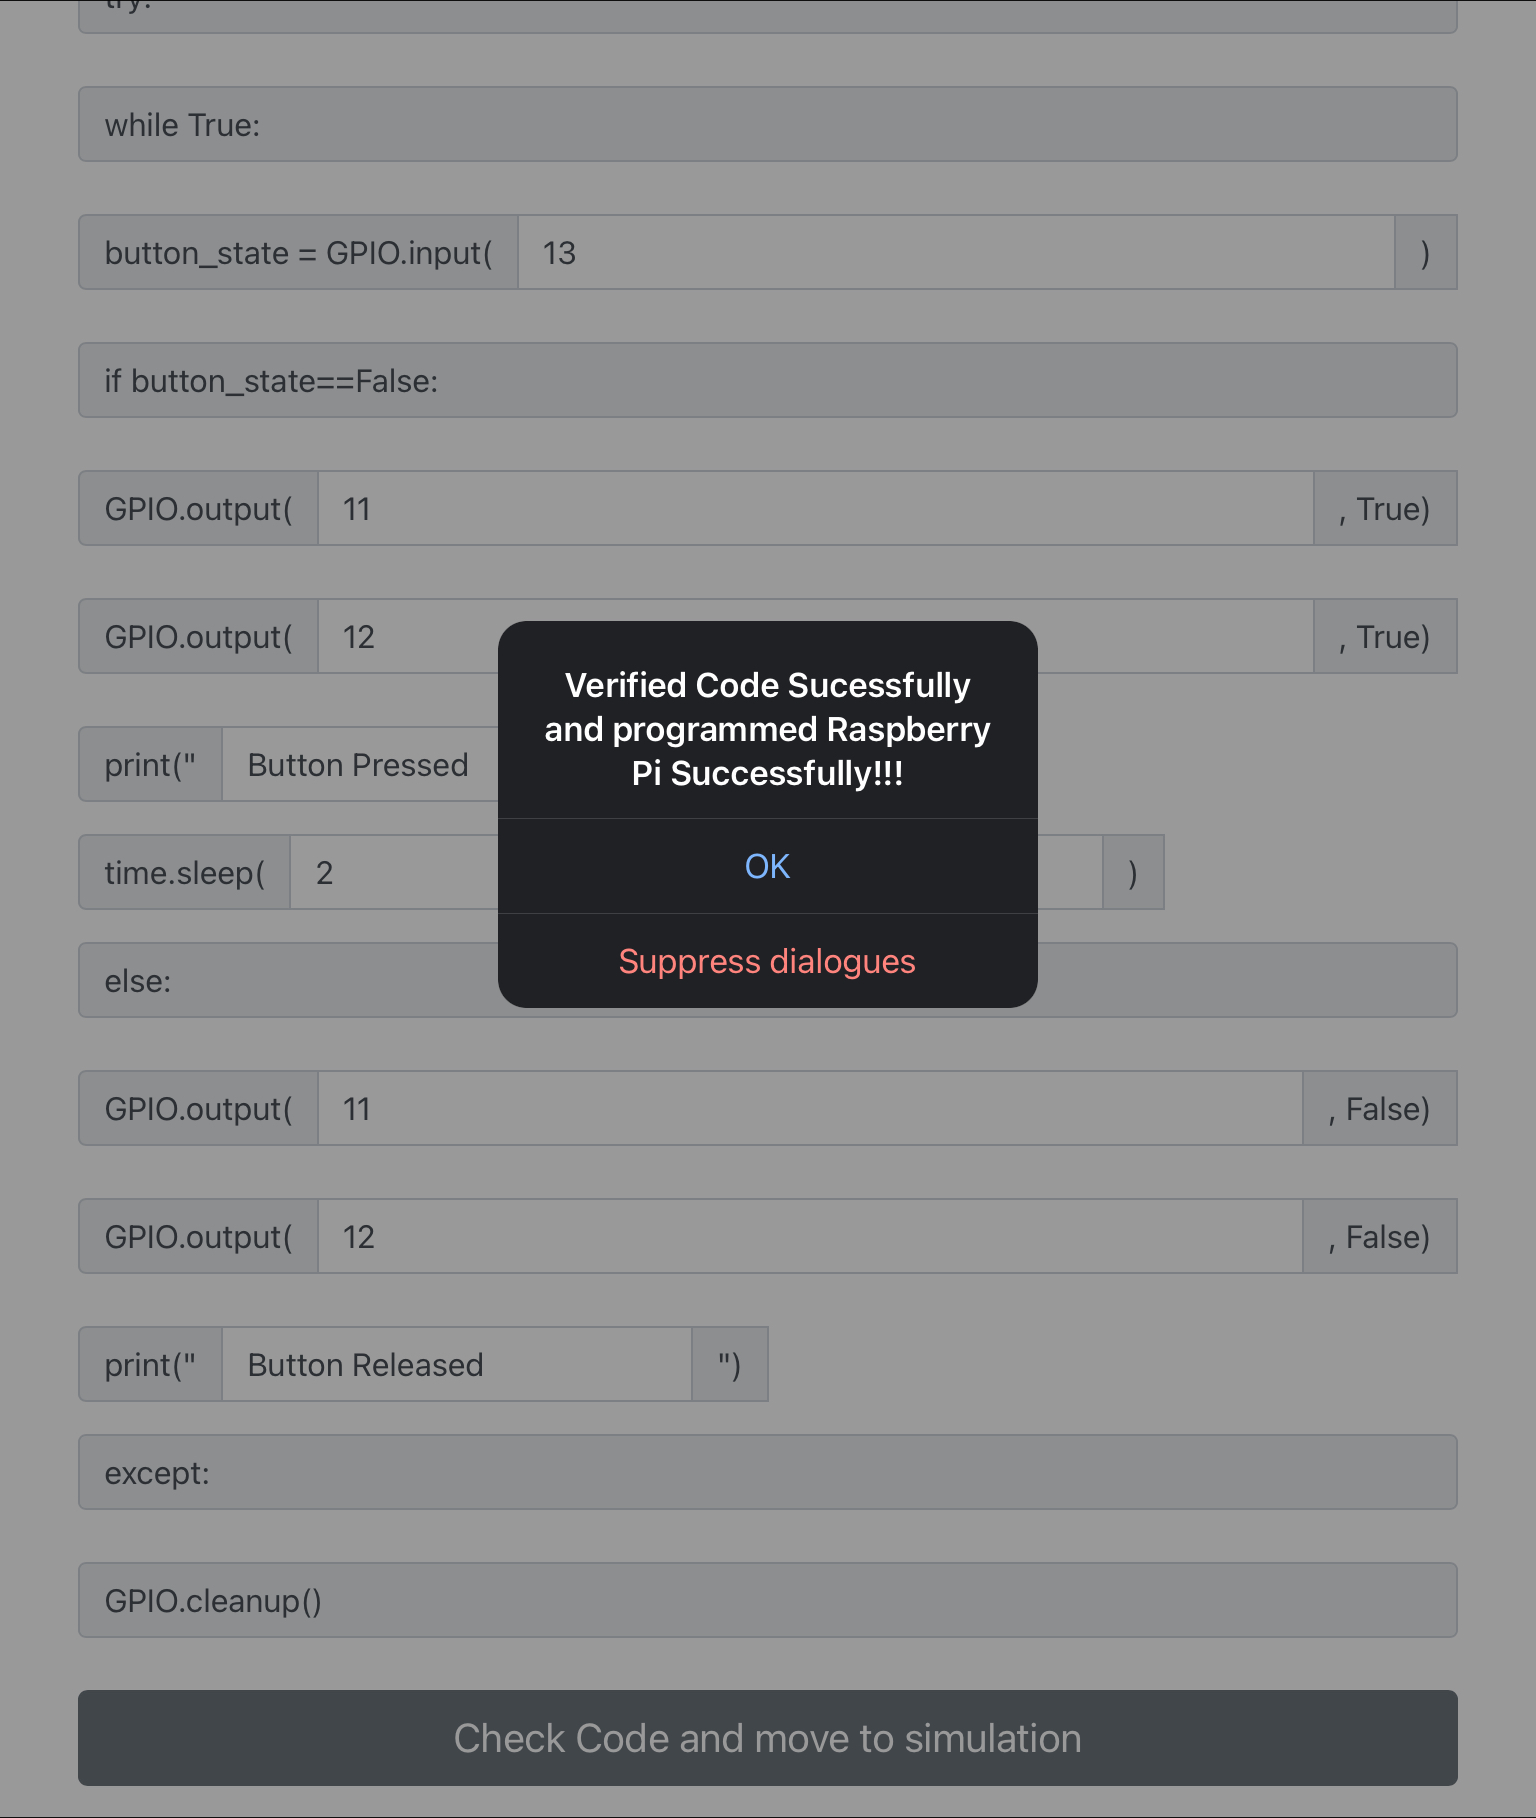 try:
while True:
button_state = GPIO.input( 13 )
if button_state==False:
GPIO.output( 11 , True)
GPIO.output( 12 , True)
print(" Button Pressed
time.sleep( 2 )
else:
GPIO.output( 11 , False)
GPIO.output( 12 , False)
print(" Button Released ")
except:
GPIO.cleanup()
Check Code and move to simulation
Verified Code Sucessfully
and programmed Raspberry
Pi Successfully!!!
OK
Suppress dialogues